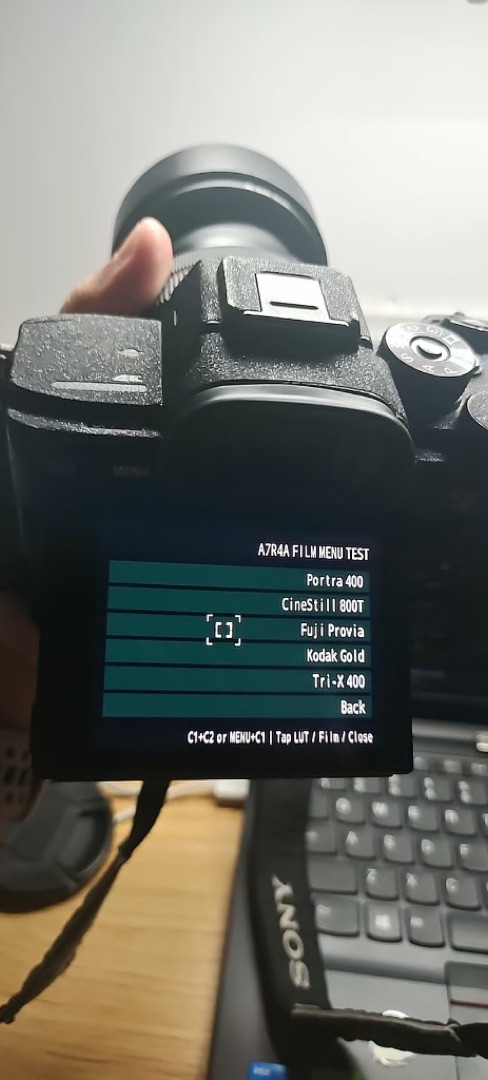 MENU
A7R4A FILM MENU TEST
Portra 400
CineStill 800T
Fuji Provia
Kodak Gold
Tri-X 400
Back
C1+C2 or MENU+C1 | Tap LUT / Film / Close
SONY